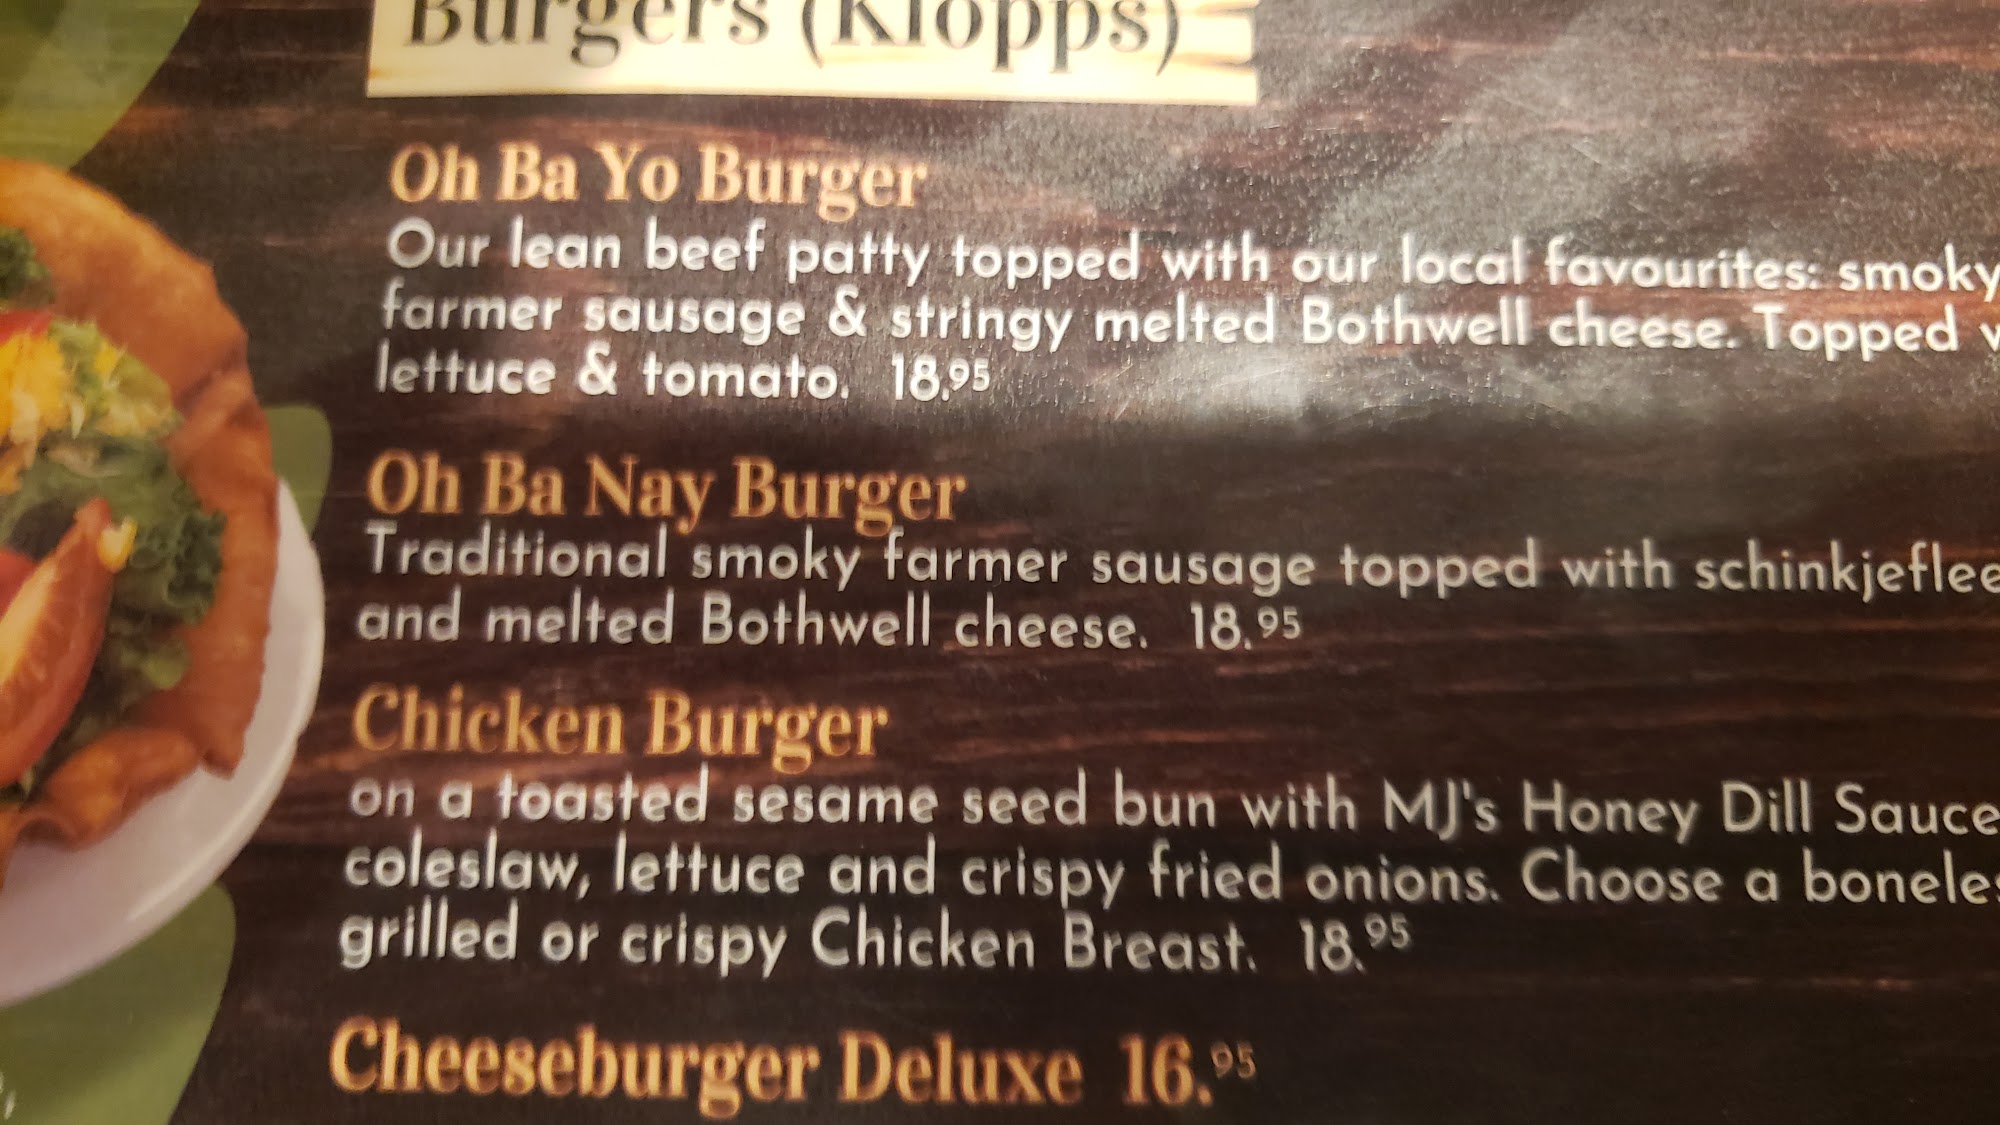 Burgers (Klopps)
Oh Ba Yo Burger
Our lean beef patty topped with our local favourites: smoky
farmer sausage & stringy melted Bothwell cheese. Topped
lettuce & tomato. 18.95
Oh Ba Nay Burger
Traditional smoky farmer sausage topped with
and melted Bothwell cheese. 18.95
Chicken Burger
on a toasted sesame seed bun with MJ's Honey Dill Sauce
coleslaw, lettuce and crispy fried onions. Choose a
grilled or crispy Chicken Breast. 18.95
Cheeseburger Deluxe 16.95